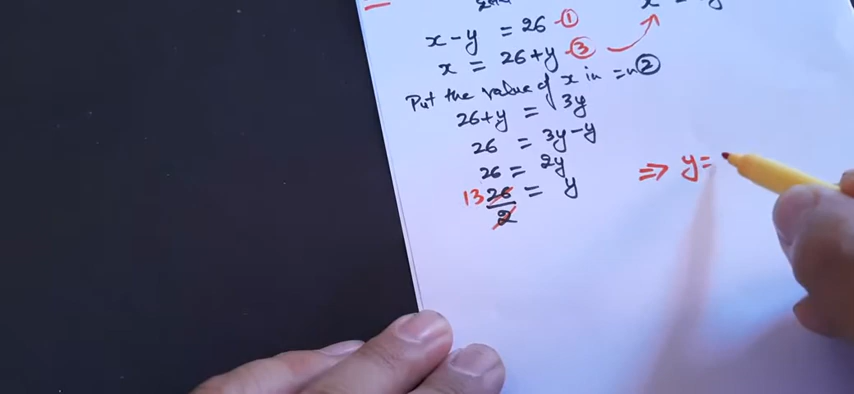 x - y = 26 - ①
x = 26 + y - ③
Put the value of x in =n ②
26 + y = 3y
26 = 3y - y
26 = 2y
13 26/2 = y
⇒ y =